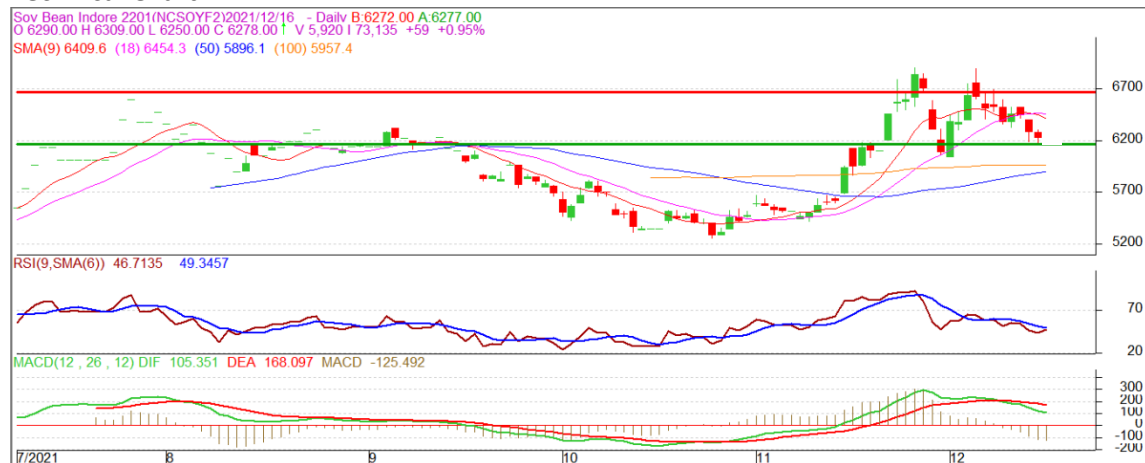 Sov Bean Indore 2201(NCSOYF2)2021/12/16 - Daily B:6272.00 A:6277.00
O 6290.00 H 6309.00 L 6250.00 C 6278.00↑ V 5,920 I 73,135 +59 +0.95%
SMA(9) 6409.6 (18) 6454.3 (50) 5896.1 (100) 5957.4
6700
6200
5700
5200
RSI(9,SMA(6)) 46.7135 49.3457
70
20
MACD(12 , 26 , 12) DIF 105.351 DEA 168.097 MACD -125.492
300
200
100
0
-100
-200
7/2021 8 9 10 11 12